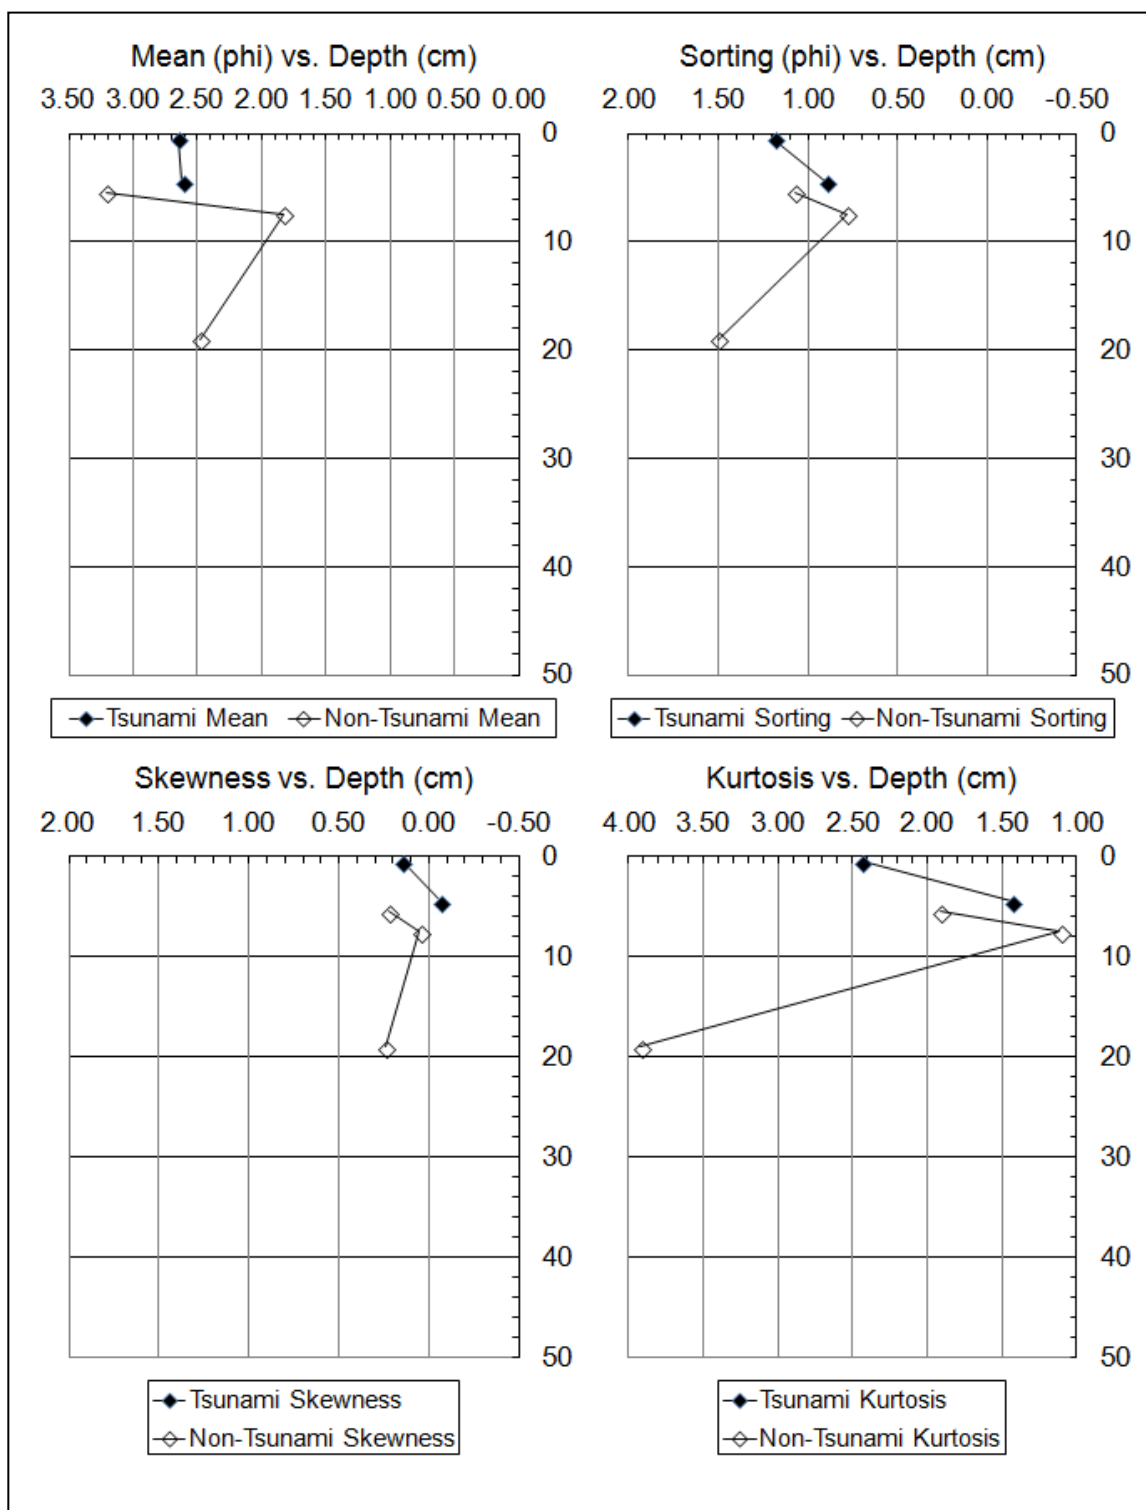 Mean (phi) vs. Depth (cm)
3.50 3.00 2.50 2.00 1.50 1.00 0.50 0.00
0
10
20
30
40
50
Tsunami Mean Non-Tsunami Mean
Sorting (phi) vs. Depth (cm)
2.00 1.50 1.00 0.50 0.00 -0.50
0
10
20
30
40
50
Tsunami Sorting Non-Tsunami Sorting
Skewness vs. Depth (cm)
2.00 1.50 1.00 0.50 0.00 -0.50
0
10
20
30
40
50
Tsunami Skewness
Non-Tsunami Skewness
Kurtosis vs. Depth (cm)
4.00 3.50 3.00 2.50 2.00 1.50 1.00
0
10
20
30
40
50
Tsunami Kurtosis
Non-Tsunami Kurtosis